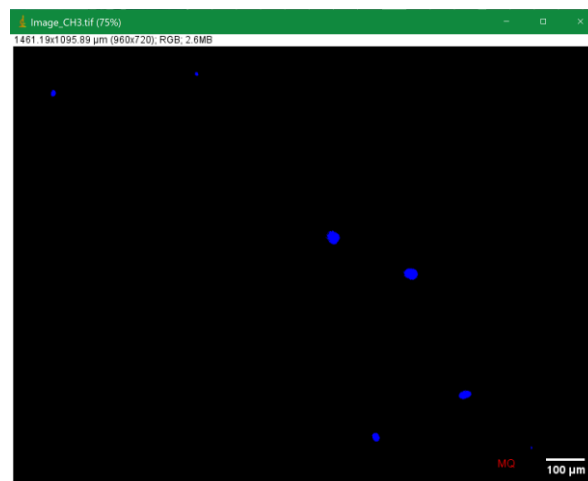 Image_CH3.tif (75%)
1461.19x1095.89 µm (960x720); RGB; 2.6MB
MQ
100 µm